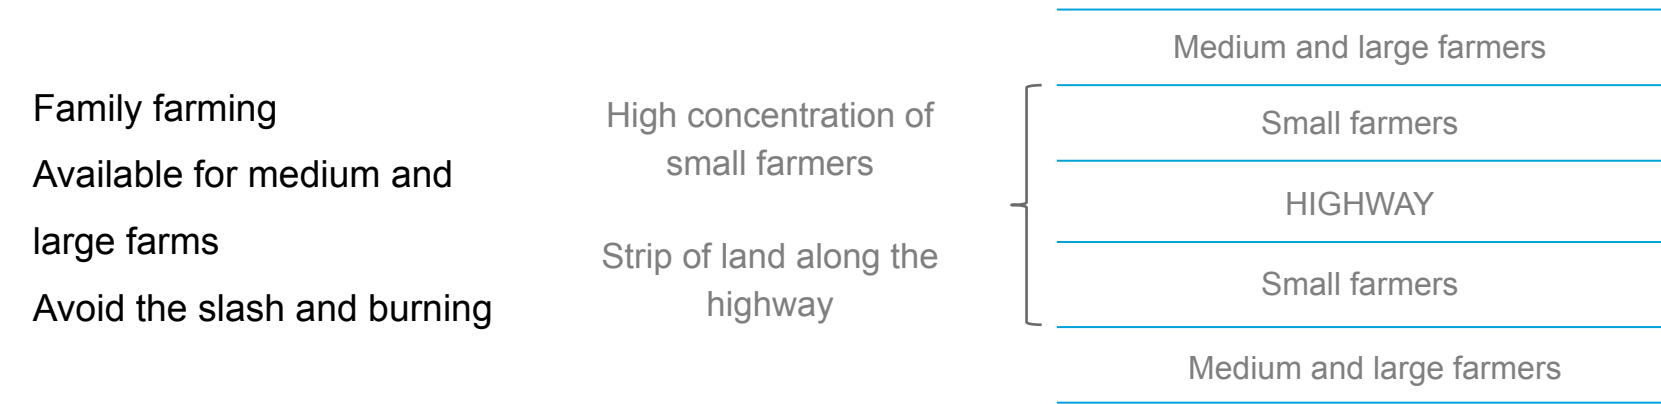 Family farming
Available for medium and
large farms
Avoid the slash and burning
High concentration of
small farmers
Strip of land along the
highway
Medium and large farmers
Small farmers
HIGHWAY
Small farmers
Medium and large farmers